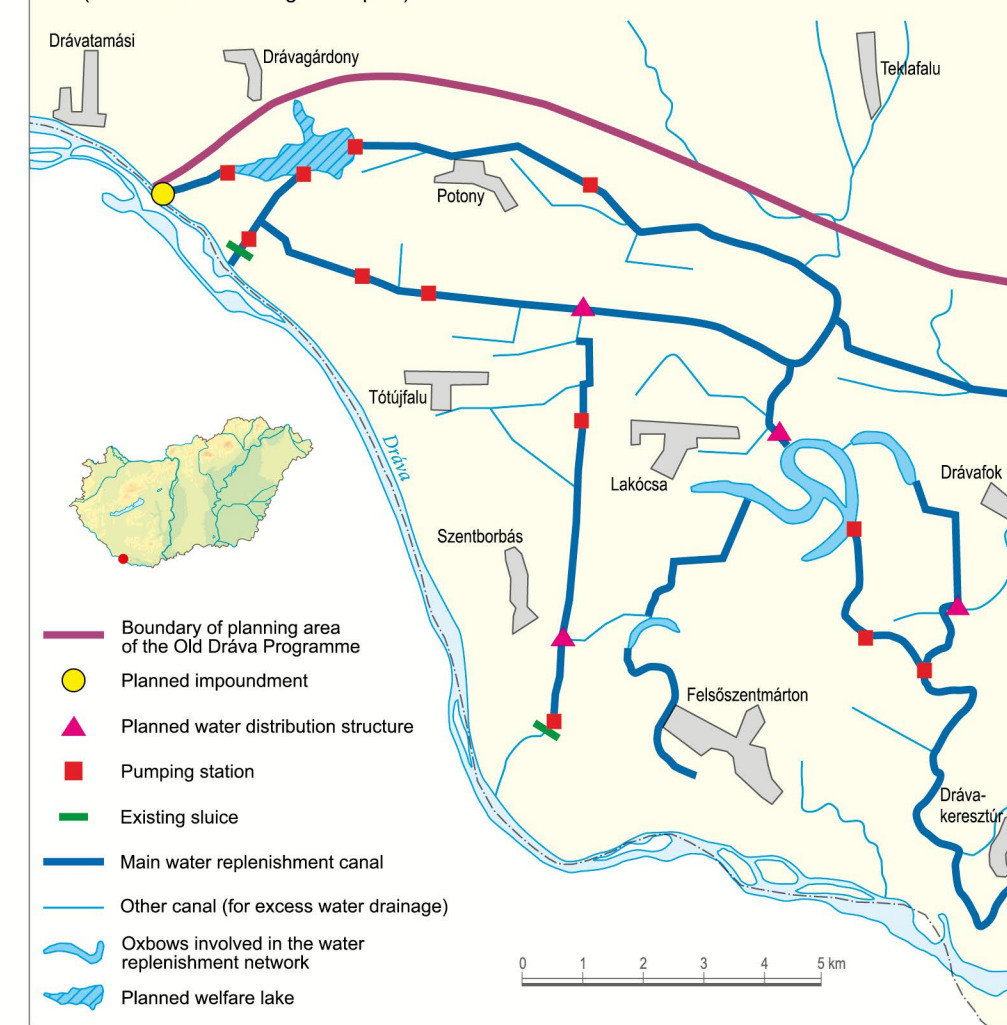 Drávatamási
Drávagárdony
Teklafalu
Potony
Tótújfalu
Dráva
Lakócsa
Drávafok
Szentborbás
Felsőszentmárton
Dráva-
keresztúr
Boundary of planning area
of the Old Dráva Programme
Planned impoundment
Planned water distribution structure
Pumping station
Existing sluice
Main water replenishment canal
Other canal (for excess water drainage)
Oxbows involved in the water
replenishment network
Planned welfare lake
0 1 2 3 4 5 km